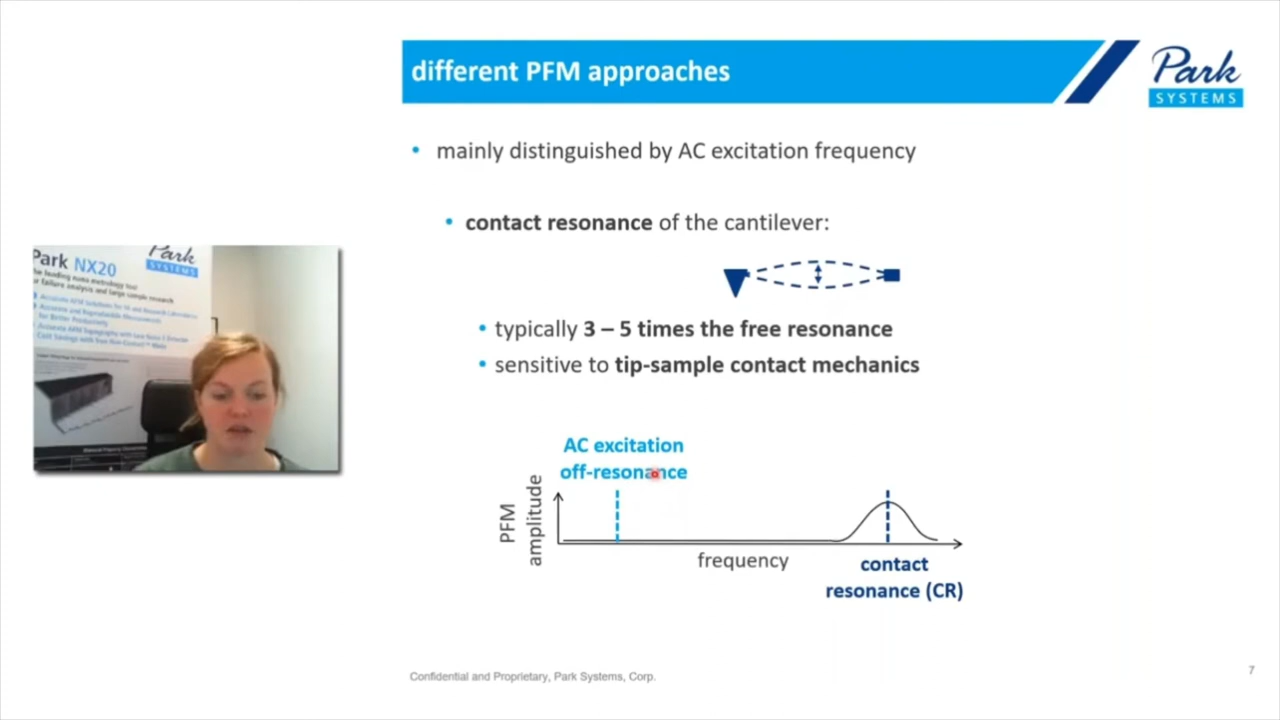 different PFM approaches
Park
SYSTEMS
• mainly distinguished by AC excitation frequency
• contact resonance of the cantilever:
• typically 3 – 5 times the free resonance
• sensitive to tip-sample contact mechanics
AC excitation
off-resonance
PFM
amplitude
frequency
contact
resonance (CR)
Confidential and Proprietary, Park Systems, Corp.
7
Park
SYSTEMS
Park NX20